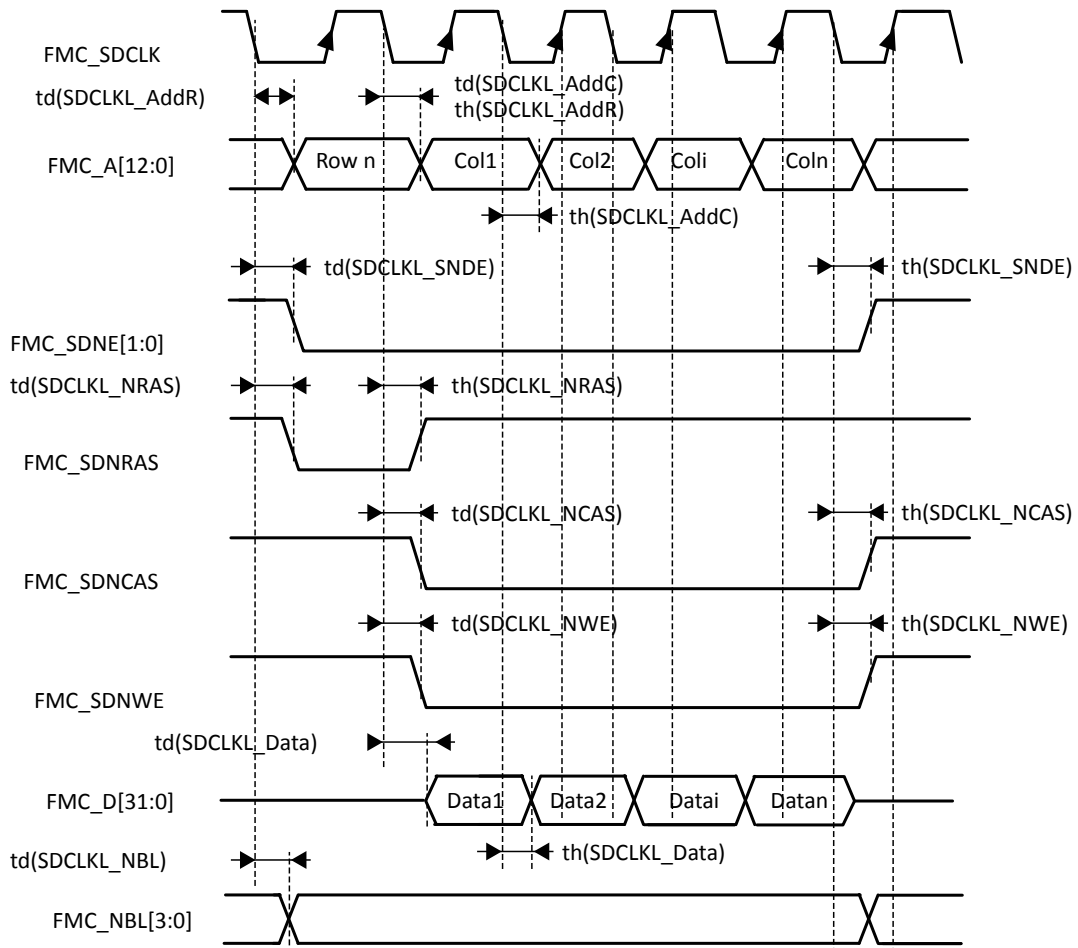 FMC_SDCLK
td(SDCLKL_AddR)
td(SDCLKL_AddC)
th(SDCLKL_AddR)
FMC_A[12:0]
Row n
Col1
Col2
Coli
Coln
th(SDCLKL_AddC)
td(SDCLKL_SNDE)
th(SDCLKL_SNDE)
FMC_SDNE[1:0]
td(SDCLKL_NRAS)
th(SDCLKL_NRAS)
FMC_SDNRAS
td(SDCLKL_NCAS)
th(SDCLKL_NCAS)
FMC_SDNCAS
td(SDCLKL_NWE)
th(SDCLKL_NWE)
FMC_SDNWE
td(SDCLKL_Data)
FMC_D[31:0]
Data1
Data2
Datai
Datan
td(SDCLKL_NBL)
th(SDCLKL_Data)
FMC_NBL[3:0]